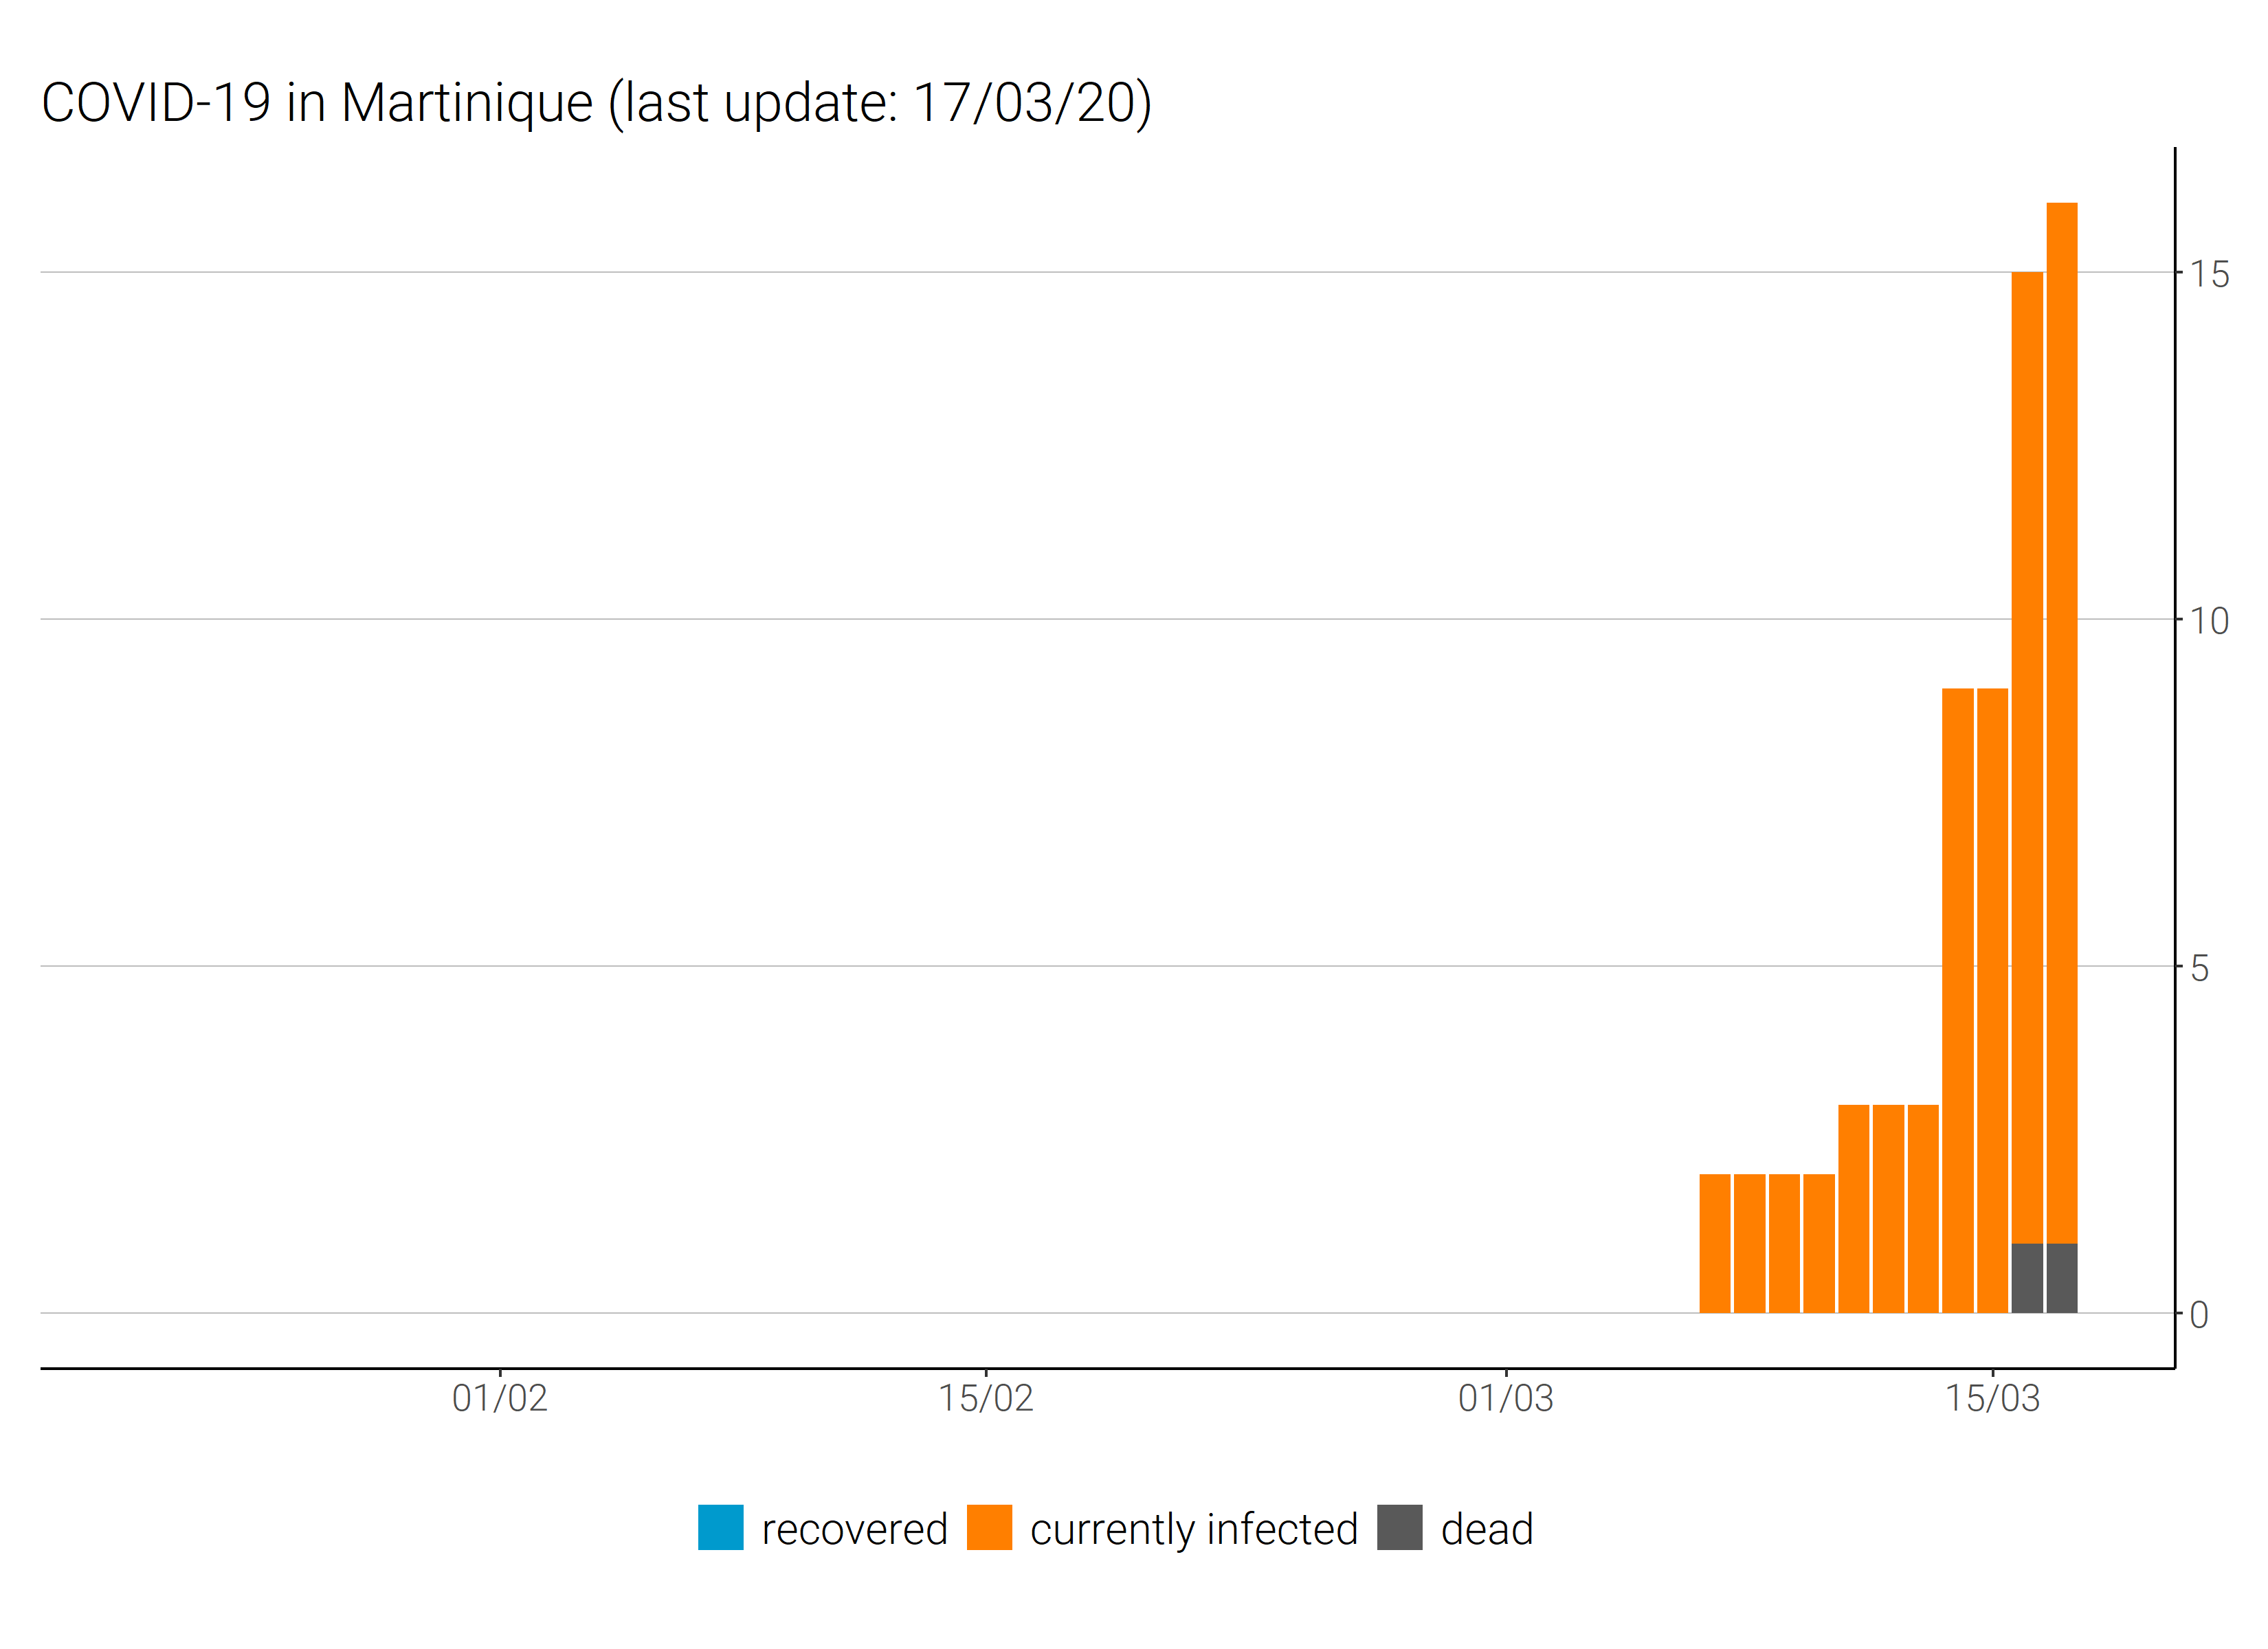 COVID-19 in Martinique (last update: 17/03/20)
15
10
5
0
01/02 15/02 01/03 15/03
recovered currently infected dead